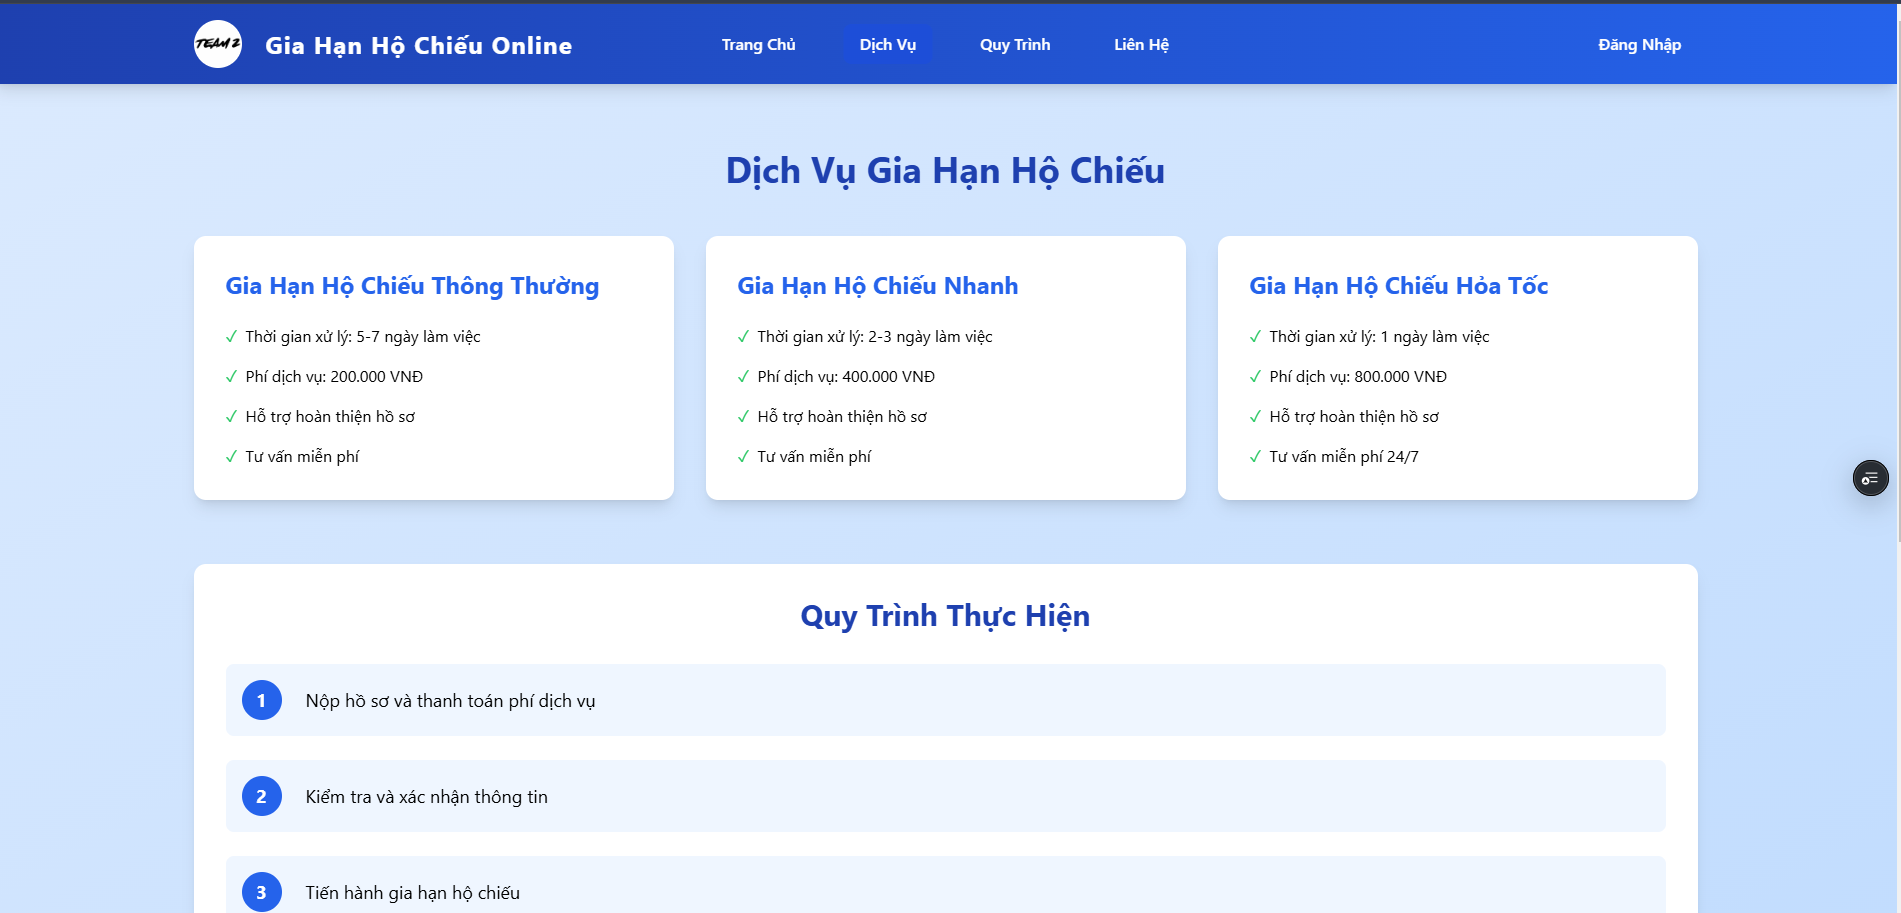 TEAM 2
Gia Hạn Hộ Chiếu Online
Trang Chủ
Dịch Vụ
Quy Trình
Liên Hệ
Đăng Nhập
Dịch Vụ Gia Hạn Hộ Chiếu
Gia Hạn Hộ Chiếu Thông Thường
✓ Thời gian xử lý: 5-7 ngày làm việc
✓ Phí dịch vụ: 200.000 VNĐ
✓ Hỗ trợ hoàn thiện hồ sơ
✓ Tư vấn miễn phí
Gia Hạn Hộ Chiếu Nhanh
✓ Thời gian xử lý: 2-3 ngày làm việc
✓ Phí dịch vụ: 400.000 VNĐ
✓ Hỗ trợ hoàn thiện hồ sơ
✓ Tư vấn miễn phí
Gia Hạn Hộ Chiếu Hỏa Tốc
✓ Thời gian xử lý: 1 ngày làm việc
✓ Phí dịch vụ: 800.000 VNĐ
✓ Hỗ trợ hoàn thiện hồ sơ
✓ Tư vấn miễn phí 24/7
Quy Trình Thực Hiện
1 Nộp hồ sơ và thanh toán phí dịch vụ
2 Kiểm tra và xác nhận thông tin
3 Tiến hành gia hạn hộ chiếu